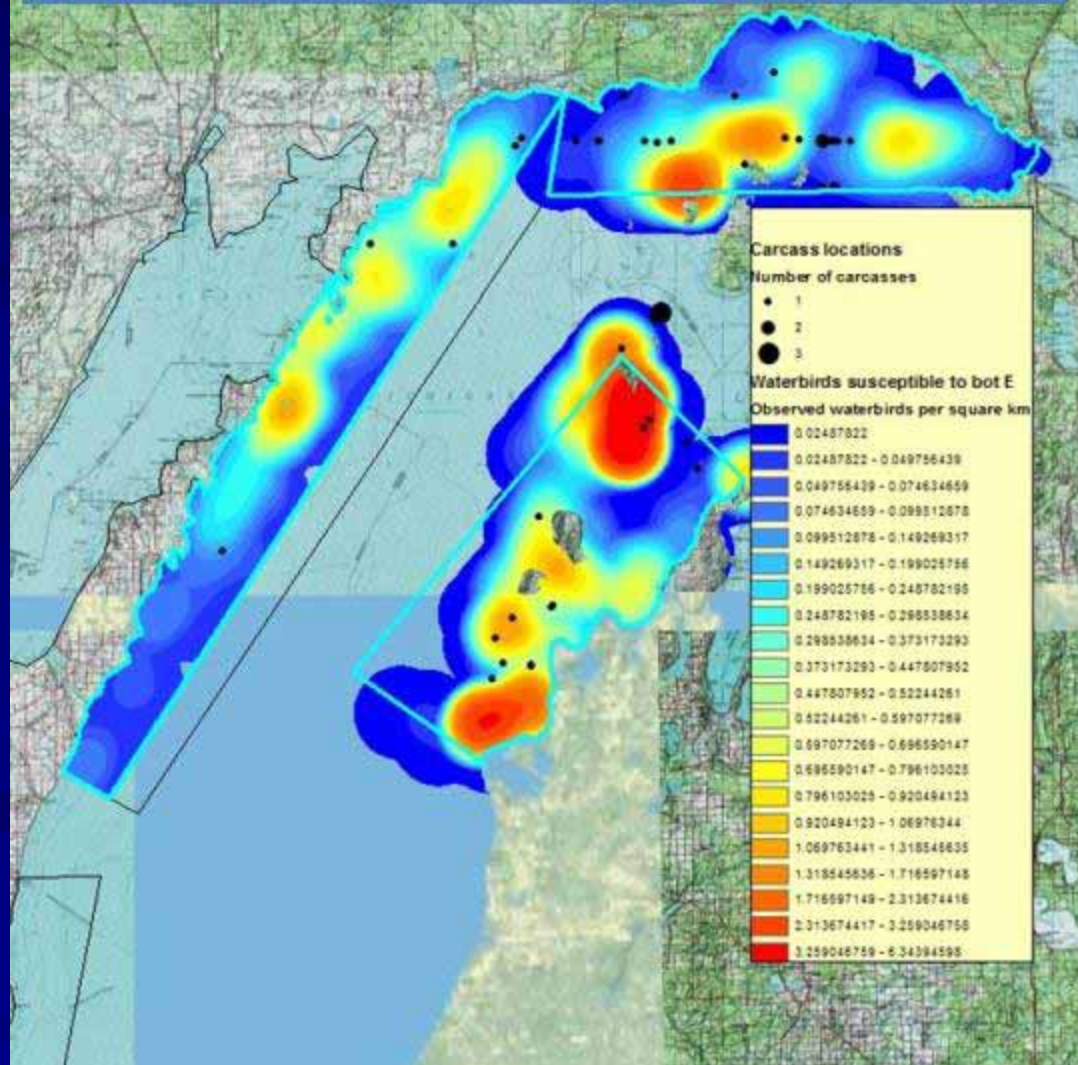 Carcass locations
Number of carcasses
1
2
3
Waterbirds susceptible to bot E
Observed waterbirds per square km
0.02487822
0.02487822 - 0.049756439
0.049756439 - 0.074634659
0.074634659 - 0.099512878
0.099512878 - 0.149269317
0.149269317 - 0.199025756
0.199025756 - 0.248782195
0.248782195 - 0.298538634
0.298538634 - 0.373173293
0.373173293 - 0.447807952
0.447807952 - 0.52244261
0.52244261 - 0.597077269
0.597077269 - 0.696590147
0.696590147 - 0.796103025
0.796103025 - 0.920494123
0.920494123 - 1.06976344
1.069763441 - 1.318545635
1.318545636 - 1.716597148
1.716597149 - 2.313674416
2.313674417 - 3.259046758
3.259046759 - 6.34394598